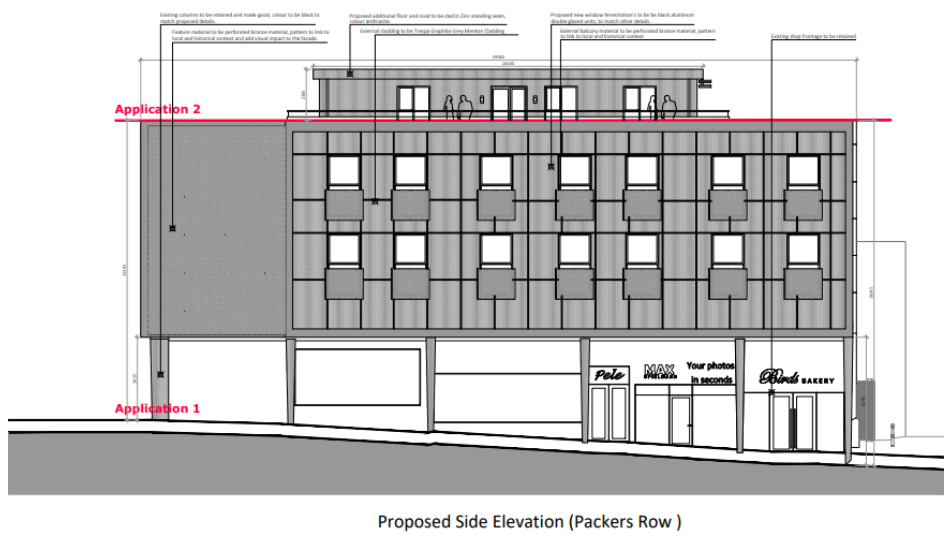 Existing columns to be retained and made good, colour to be black to
match proposed details.
Feature material to be perforated bronze material, pattern to link to
local and historical context and add visual impact to the facade.
Proposed additional floor and rood to be clad in Zinc standing seam,
colour anthracite.
External cladding to be Trespa Graphite Grey Menton Cladding
Proposed new window fenestration's to be black aluminum
double glazed units, to match other details.
External balcony material to be perforated bronze material, pattern
to link to local and historical context.
Existing shop frontage to be retained
Application 2
Application 1
Pele
MAX
SPIELMANN
Your photos
in seconds
Birds BAKERY
Proposed Side Elevation (Packers Row )